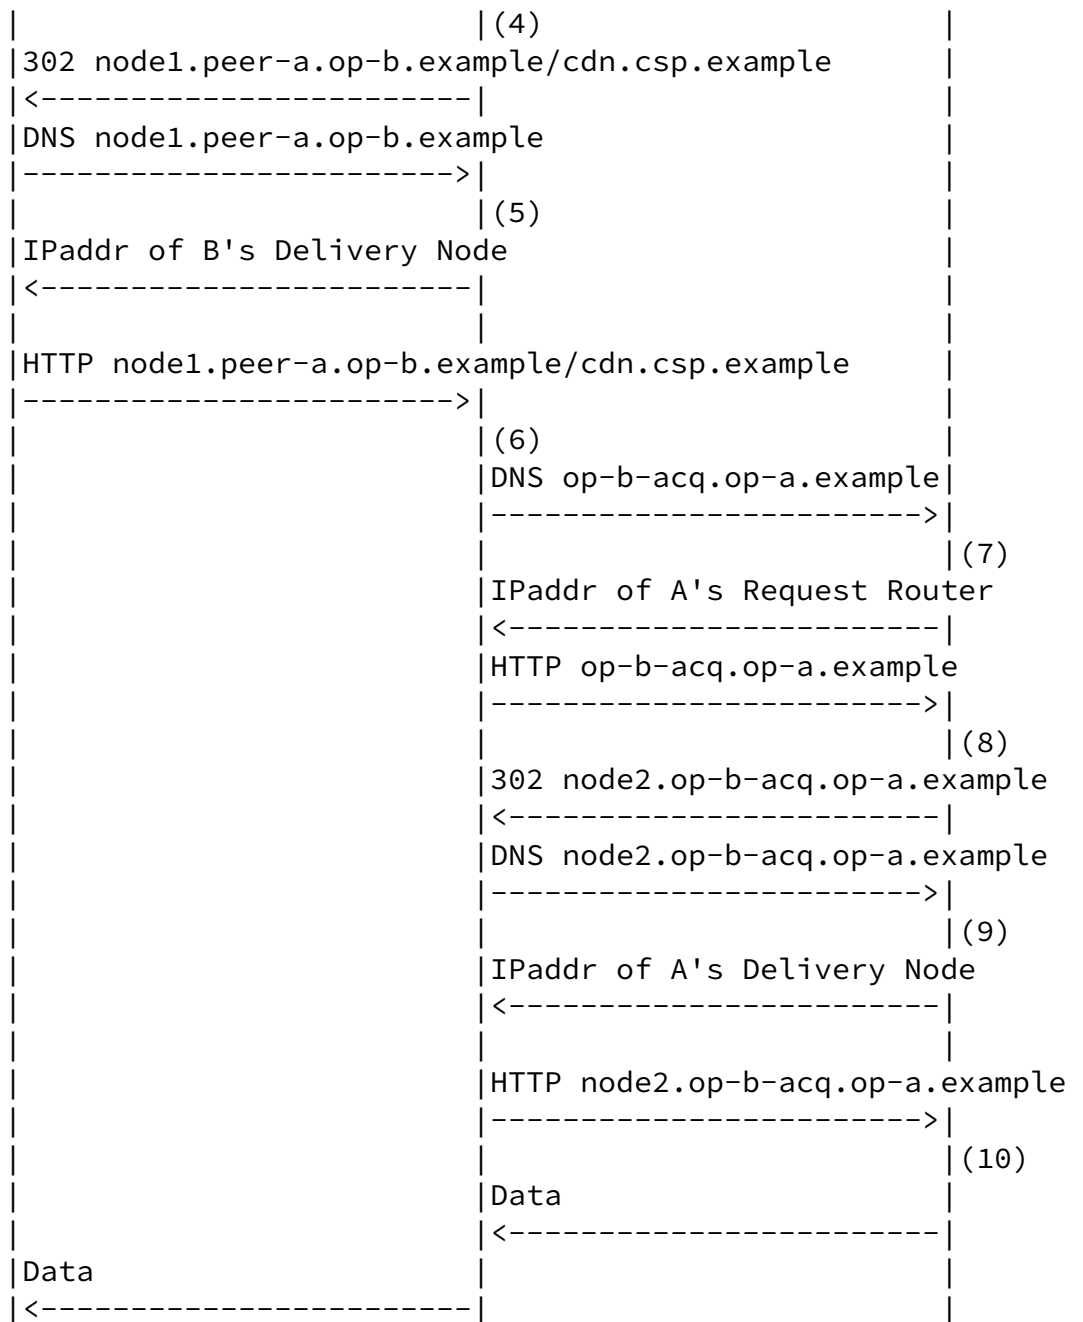 |                         |(4)                      |
|302 node1.peer-a.op-b.example/cdn.csp.example      |
|<------------------------|                         |
|DNS node1.peer-a.op-b.example                      |
|------------------------>|                         |
|                         |(5)                      |
|IPaddr of B's Delivery Node                        |
|<------------------------|                         |
|                         |                         |
|HTTP node1.peer-a.op-b.example/cdn.csp.example     |
|------------------------>|                         |
|                         |(6)                      |
|                         |DNS op-b-acq.op-a.example|
|                         |------------------------>|
|                         |                         |(7)
|                         |IPaddr of A's Request Router
|                         |<------------------------|
|                         |HTTP op-b-acq.op-a.example
|                         |------------------------>|
|                         |                         |(8)
|                         |302 node2.op-b-acq.op-a.example
|                         |<------------------------|
|                         |DNS node2.op-b-acq.op-a.example
|                         |------------------------>|
|                         |                         |(9)
|                         |IPaddr of A's Delivery Node
|                         |<------------------------|
|                         |                         |
|                         |HTTP node2.op-b-acq.op-a.example
|                         |------------------------>|
|                         |                         |(10)
|                         |Data                     |
|                         |<------------------------|
|Data                     |                         |
|<------------------------|                         |